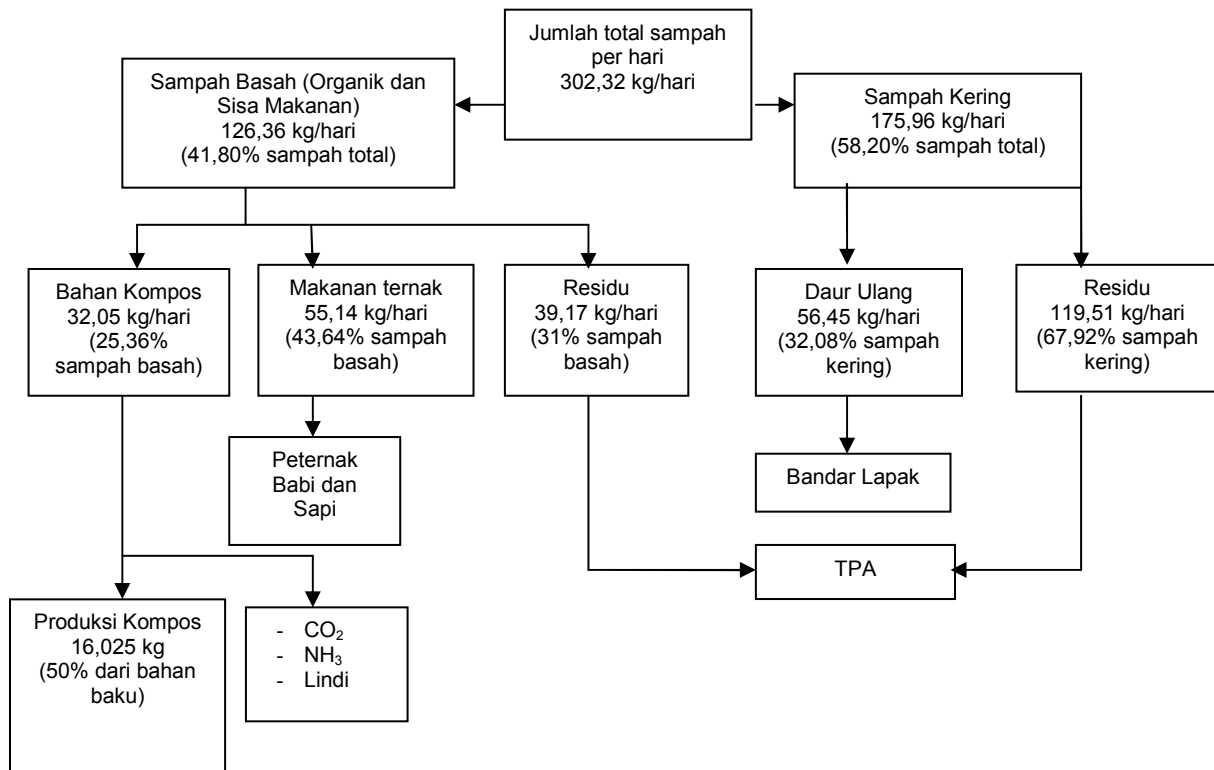 Jumlah total sampah
per hari
302,32 kg/hari
Sampah Basah (Organik dan
Sisa Makanan)
126,36 kg/hari
(41,80% sampah total)
Sampah Kering
175,96 kg/hari
(58,20% sampah total)
Bahan Kompos
32,05 kg/hari
(25,36%
sampah basah)
Makanan ternak
55,14 kg/hari
(43,64% sampah
basah)
Residu
39,17 kg/hari
(31% sampah
basah)
Daur Ulang
56,45 kg/hari
(32,08% sampah
kering)
Residu
119,51 kg/hari
(67,92% sampah
kering)
Peternak
Babi dan
Sapi
Bandar Lapak
TPA
Produksi Kompos
16,025 kg
(50% dari bahan
baku)
- CO₂
- NH₃
- Lindi